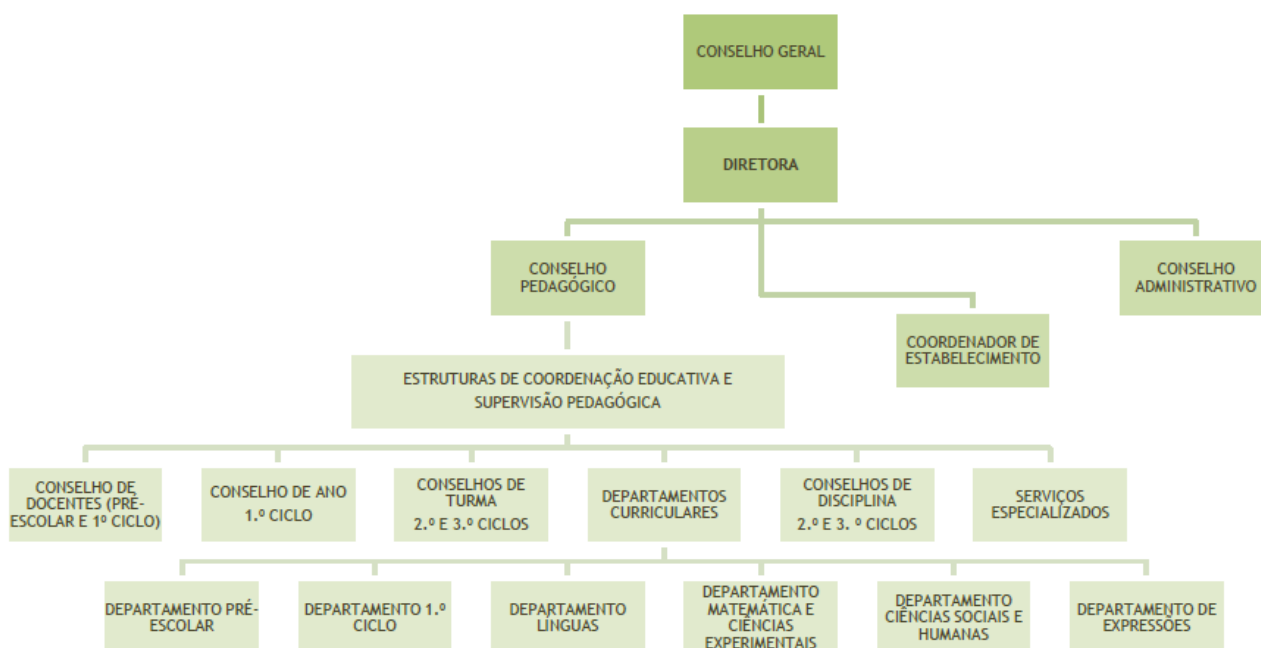 CONSELHO GERAL
DIRETORA
CONSELHO
PEDAGÓGICO
CONSELHO
ADMINISTRATIVO
COORDENADOR DE
ESTABELECIMENTO
ESTRUTURAS DE COORDENAÇÃO EDUCATIVA E
SUPERVISÃO PEDAGÓGICA
CONSELHO DE
DOCENTES (PRÉ-
ESCOLAR E 1º CICLO)
CONSELHO DE ANO
1.º CICLO
CONSELHOS DE
TURMA
2.º E 3.º CICLOS
DEPARTAMENTOS
CURRICULARES
CONSELHOS DE
DISCIPLINA
2.º E 3. º CICLOS
SERVIÇOS
ESPECIALIZADOS
DEPARTAMENTO PRÉ-
ESCOLAR
DEPARTAMENTO 1.º
CICLO
DEPARTAMENTO
LÍNGUAS
DEPARTAMENTO
MATEMÁTICA E
CIÊNCIAS
EXPERIMENTAIS
DEPARTAMENTO
CIÊNCIAS SOCIAIS E
HUMANAS
DEPARTAMENTO DE
EXPRESSÕES